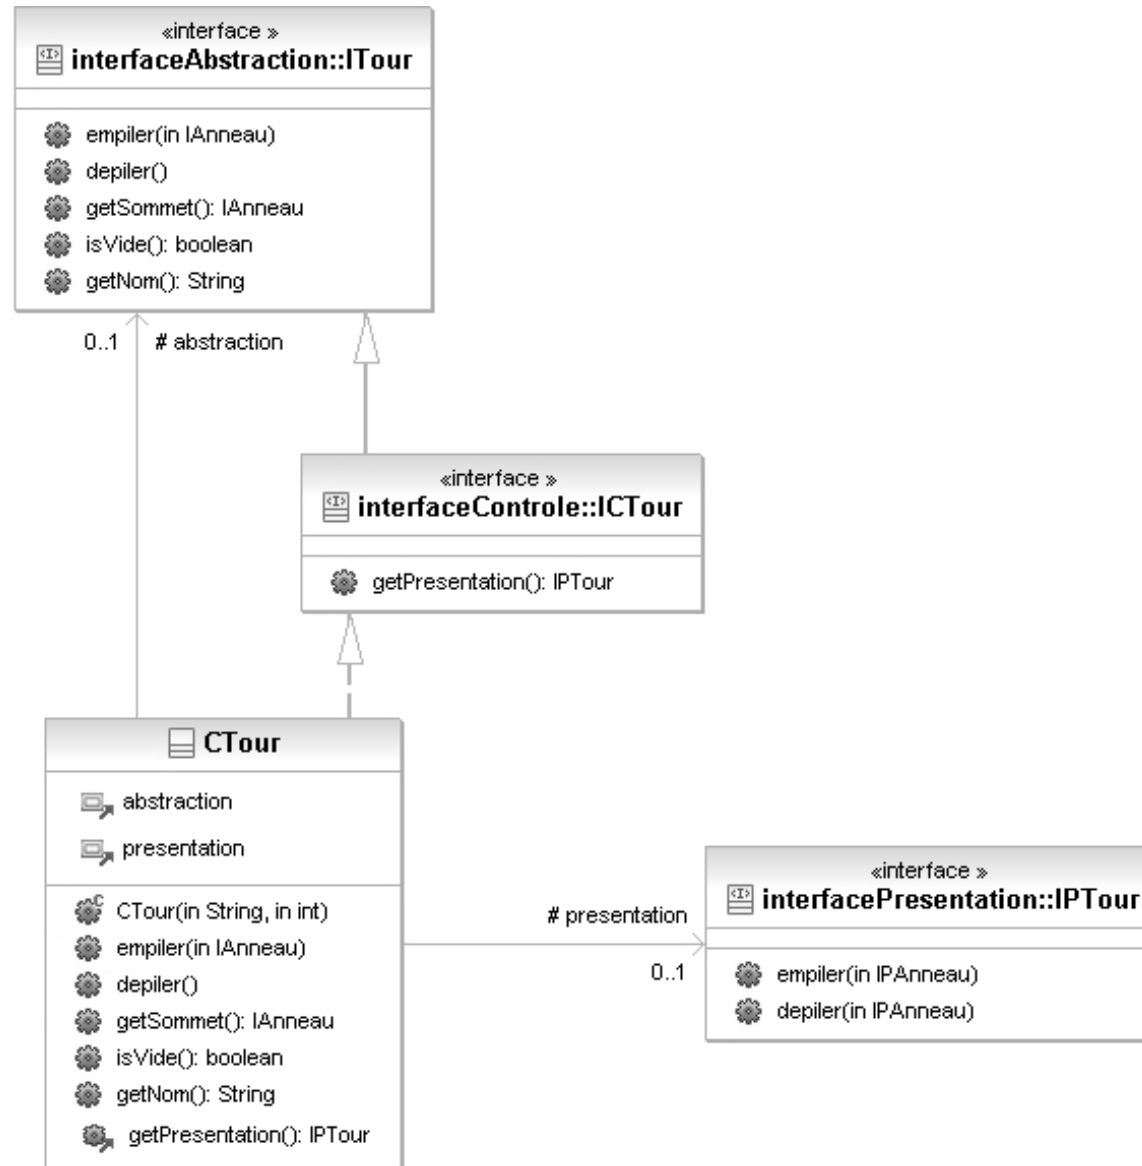 «interface »
interfaceAbstraction::ITour
empiler(in IAnneau)
depiler()
getSommet(): IAnneau
isVide(): boolean
getNom(): String
0..1 # abstraction
«interface »
interfaceControle::ICTour
getPresentation(): IPTour
CTour
abstraction
presentation
CTour(in String, in int)
empiler(in IAnneau)
depiler()
getSommet(): IAnneau
isVide(): boolean
getNom(): String
getPresentation(): IPTour
# presentation
0..1
«interface »
interfacePresentation::IPTour
empiler(in IPAnneau)
depiler(in IPAnneau)